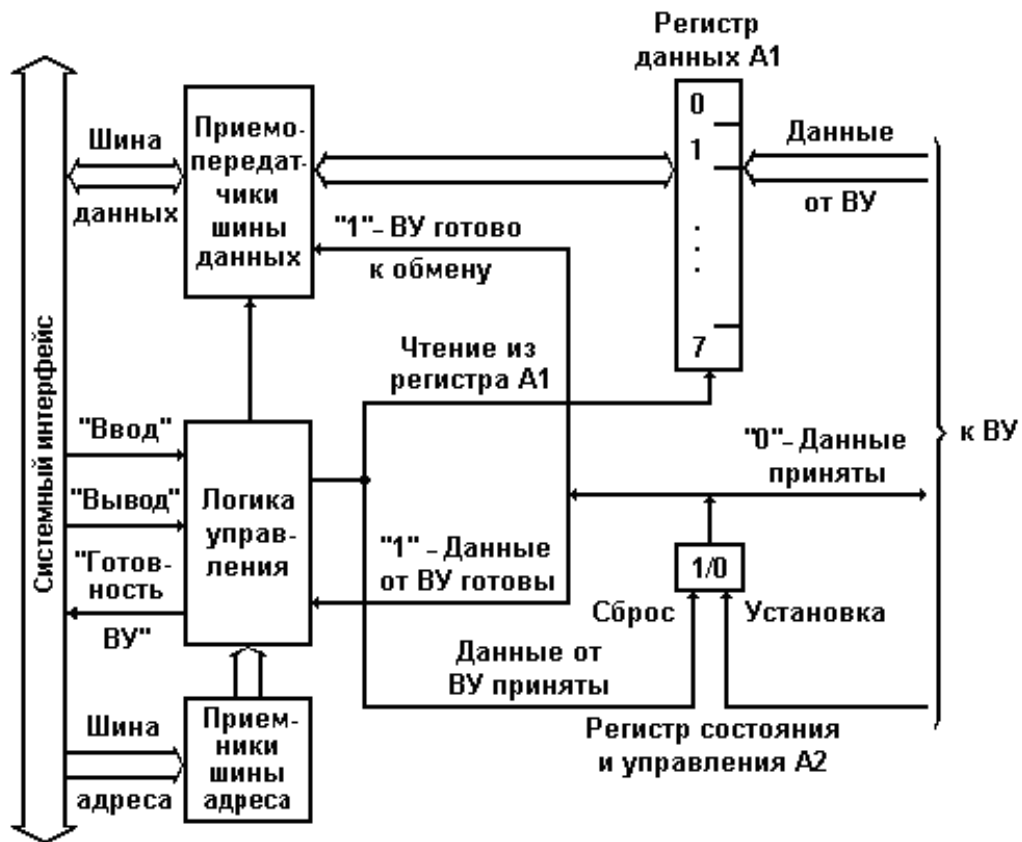 Регистр
данных A1
0
1
7
Шина
данных
Приемо-
передат-
чики
шины
данных
Данные
от ВУ
"1"- ВУ готово
к обмену
Системный интерфейс
Чтение из
регистра A1
"Ввод"
"Вывод"
"Готов-
ность
ВУ"
Логика
управ-
ления
"0"- Данные
приняты
к ВУ
"1" - Данные
от ВУ готовы
1/0
Сброс
Установка
Данные от
ВУ приняты
Регистр состояния
и управления A2
Шина
адреса
Прием-
ники
шины
адреса